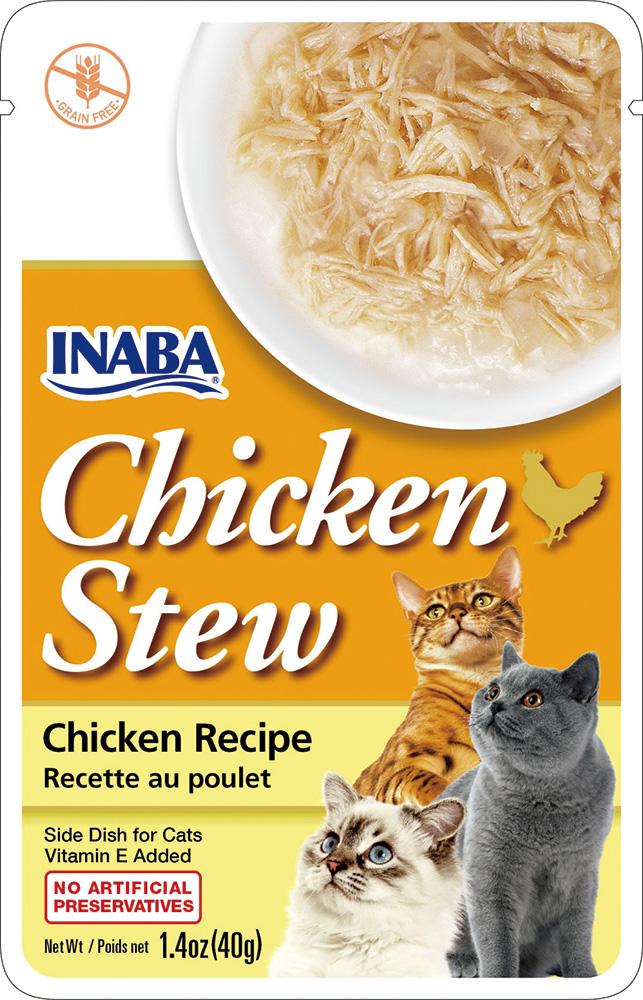 GRAIN FREE
INABA®
Chicken
Stew
Chicken Recipe
Recette au poulet
Side Dish for Cats
Vitamin E Added
NO ARTIFICIAL
PRESERVATIVES
Net Wt / Poids net 1.4oz(40g)